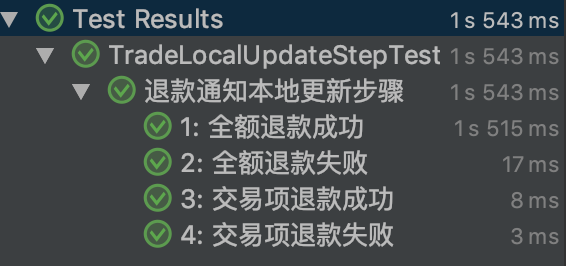 Test Results 1 s 543 ms
TradeLocalUpdateStepTest 1 s 543 ms
退款通知本地更新步骤 1 s 543 ms
1: 全额退款成功 1 s 515 ms
2: 全额退款失败 17 ms
3: 交易项退款成功 8 ms
4: 交易项退款失败 3 ms